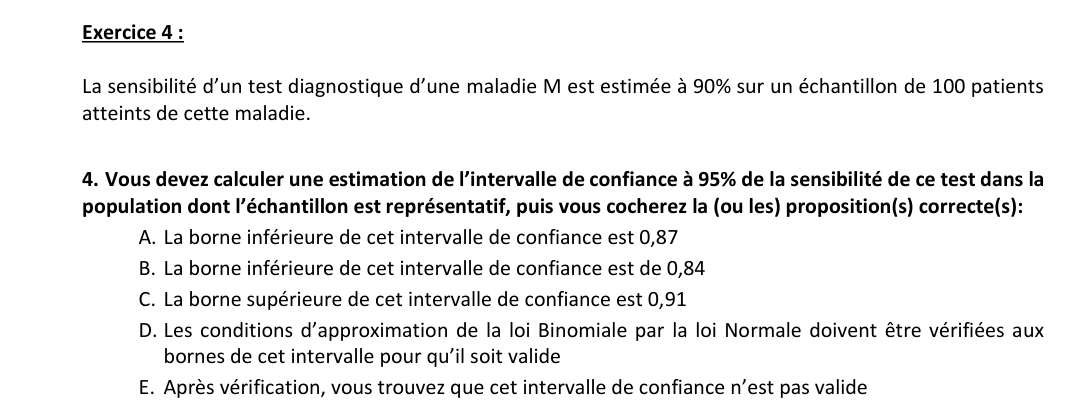 Exercice 4 :
La sensibilité d’un test diagnostique d’une maladie M est estimée à 90% sur un échantillon de 100 patients
atteints de cette maladie.
4. Vous devez calculer une estimation de l’intervalle de confiance à 95% de la sensibilité de ce test dans la
population dont l’échantillon est représentatif, puis vous cocherez la (ou les) proposition(s) correcte(s):
A. La borne inférieure de cet intervalle de confiance est 0,87
B. La borne inférieure de cet intervalle de confiance est de 0,84
C. La borne supérieure de cet intervalle de confiance est 0,91
D. Les conditions d’approximation de la loi Binomiale par la loi Normale doivent être vérifiées aux
bornes de cet intervalle pour qu’il soit valide
E. Après vérification, vous trouvez que cet intervalle de confiance n’est pas valide